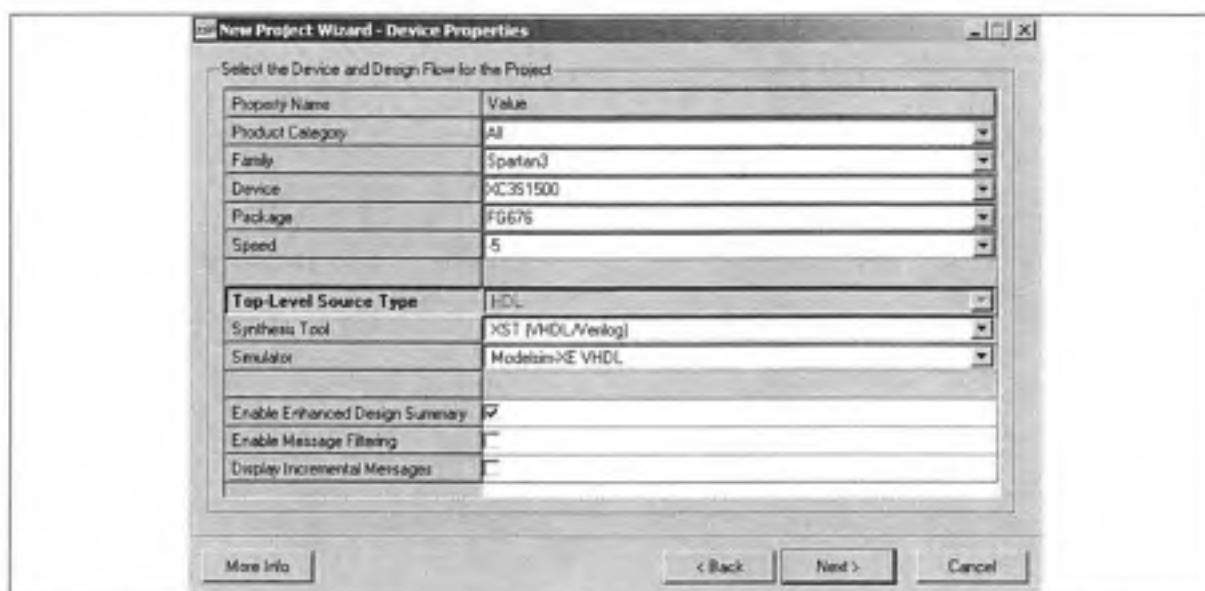 New Project Wizard - Device Properties
Select the Device and Design Flow for the Project
Property Name Value
Product Category All
Family Spartan3
Device XC3S1500
Package FG676
Speed -5
Top-Level Source Type HDL
Synthesis Tool XST (VHDL/Verilog)
Simulator Modelsim-XE VHDL
Enable Enhanced Design Summary
Enable Message Filtering
Display Incremental Messages
More Info < Back Next > Cancel